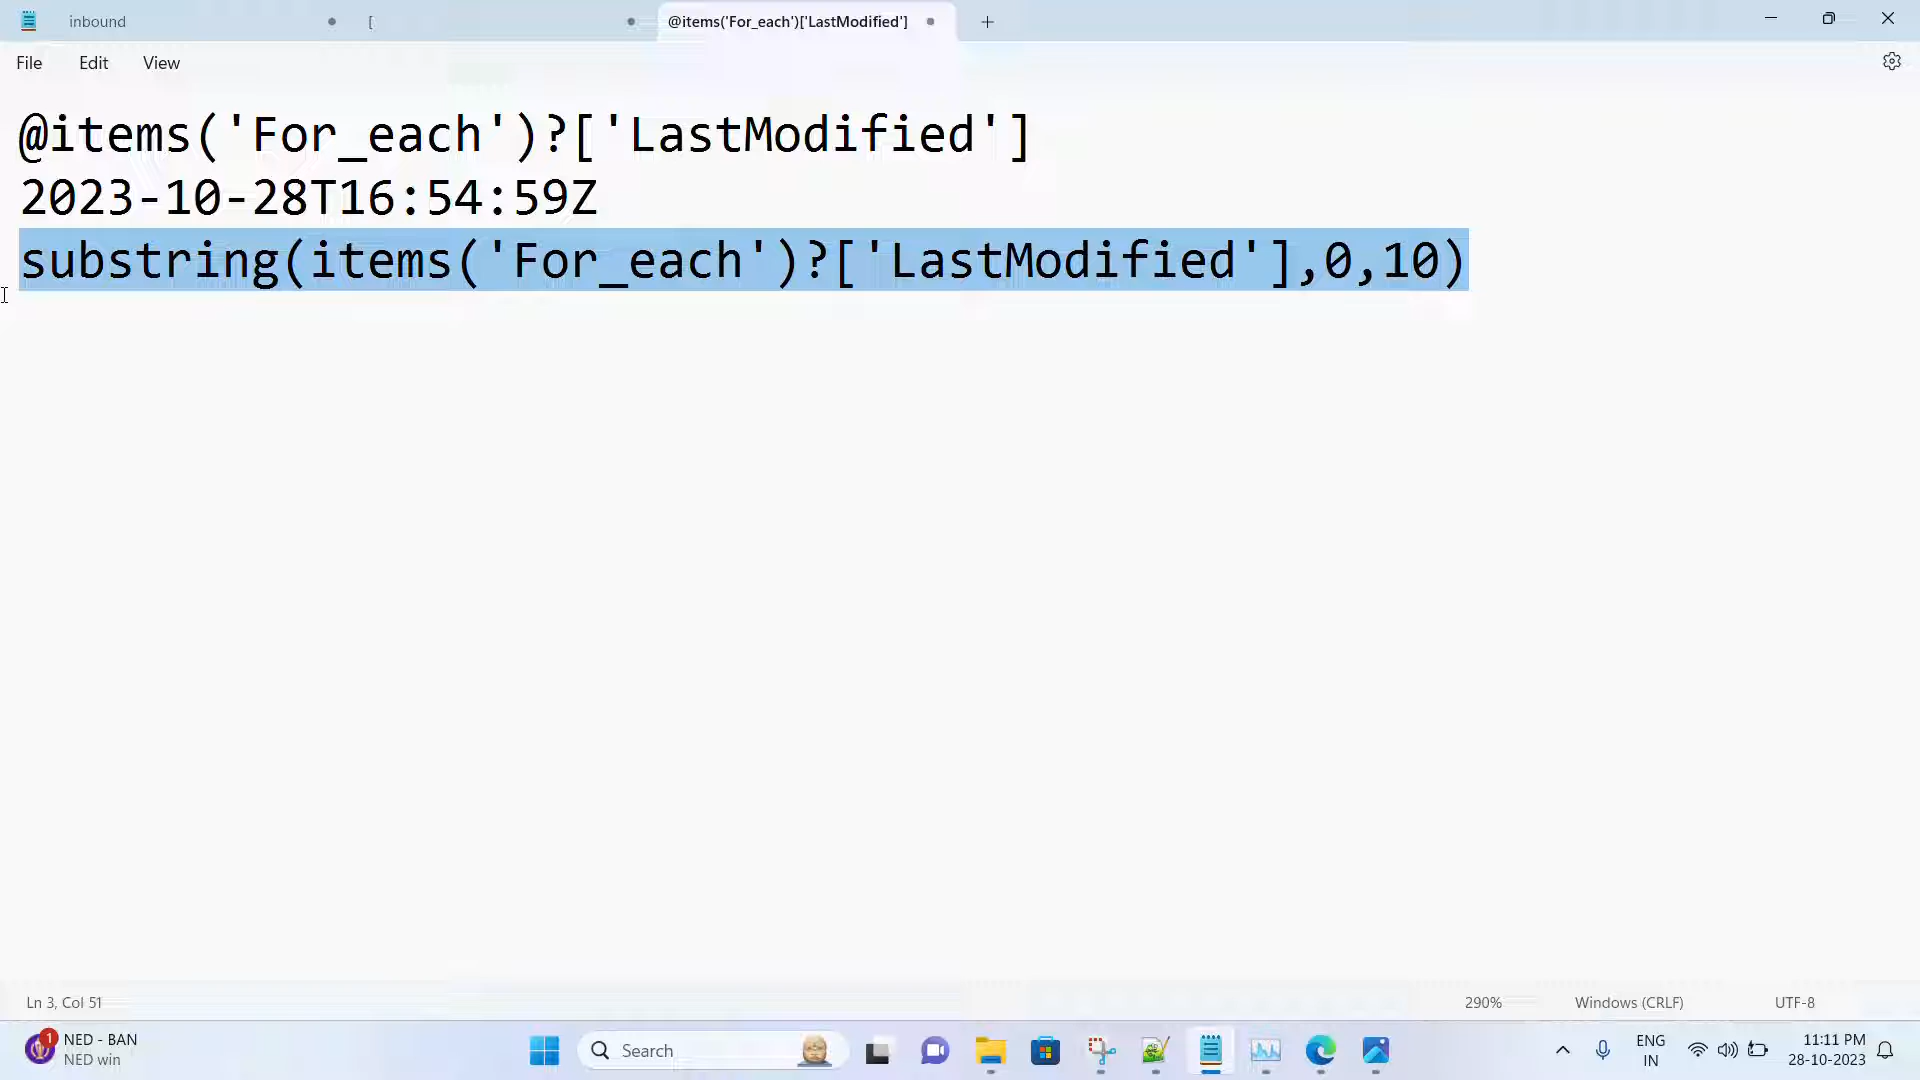 inbound
[
@items('For_each')['LastModified']
File Edit View
@items('For_each')?['LastModified']
2023-10-28T16:54:59Z
substring(items('For_each')?['LastModified'],0,10)
Ln 3, Col 51
290%
Windows (CRLF)
UTF-8
1
NED - BAN
NED win
Search
ENG
IN
11:11 PM
28-10-2023